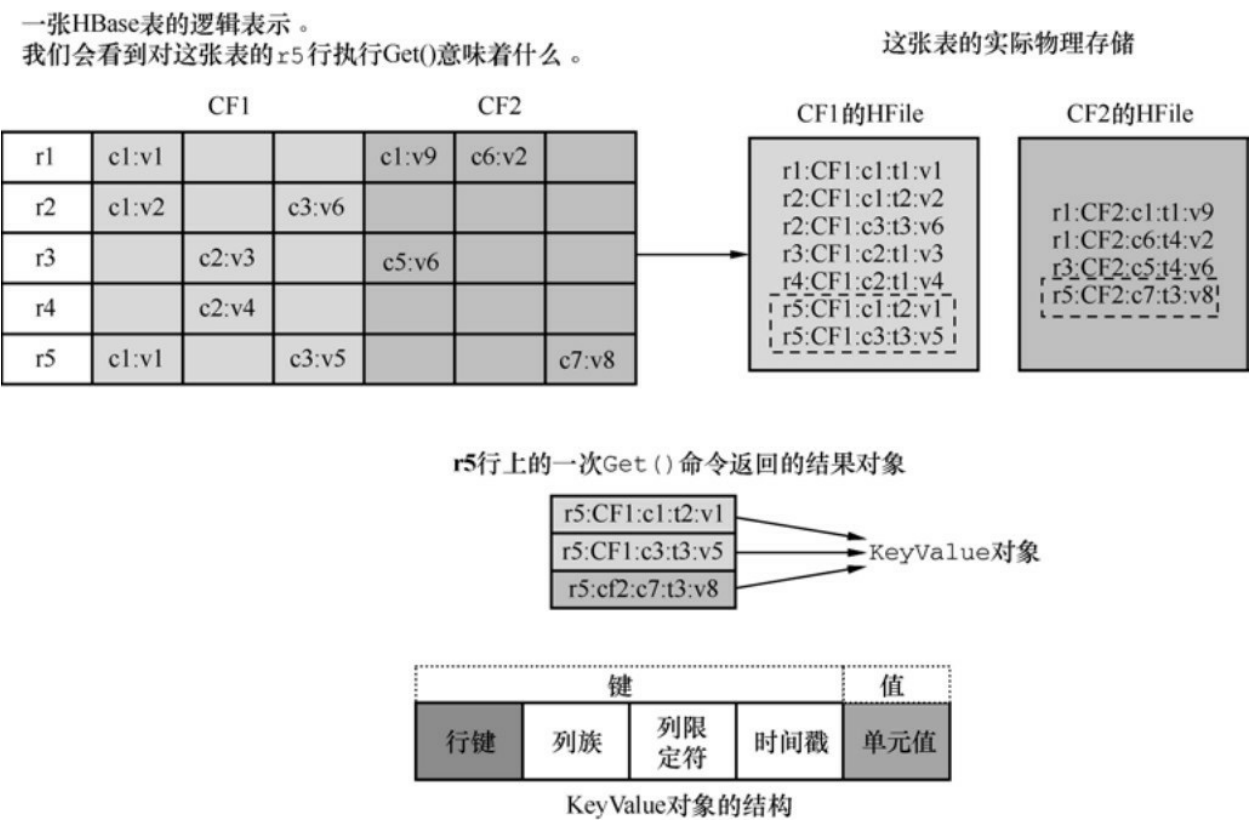 一张HBase表的逻辑表示。
我们会看到对这张表的r5行执行Get()意味着什么。
这张表的实际物理存储
CF1 CF2
r1 c1:v1 c1:v9 c6:v2
r2 c1:v2 c3:v6
r3 c2:v3 c5:v6
r4 c2:v4
r5 c1:v1 c3:v5 c7:v8
CF1的HFile
r1:CF1:c1:t1:v1
r2:CF1:c1:t2:v2
r2:CF1:c3:t3:v6
r3:CF1:c2:t1:v3
r4:CF1:c2:t1:v4
r5:CF1:c1:t2:v1
r5:CF1:c3:t3:v5
CF2的HFile
r1:CF2:c1:t1:v9
r1:CF2:c6:t4:v2
r3:CF2:c5:t4:v6
r5:CF2:c7:t3:v8
r5行上的一次Get()命令返回的结果对象
r5:CF1:c1:t2:v1
r5:CF1:c3:t3:v5
r5:cf2:c7:t3:v8
KeyValue对象
键 值
行键 列族 列限定符 时间戳 单元值
KeyValue对象的结构